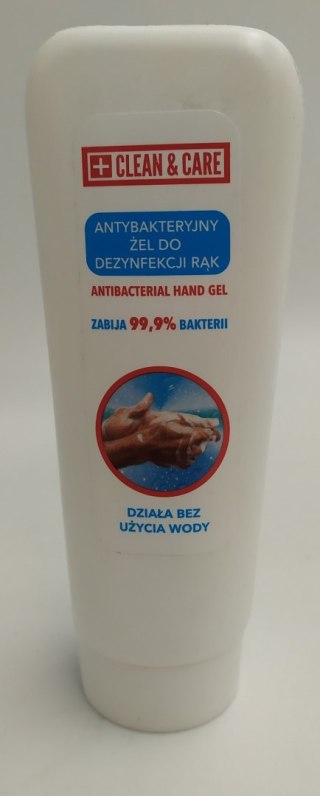 CLEAN & CARE
ANTYBAKTERYJNY
ŻEL DO
DEZYNFEKCJI RĄK
ANTIBACTERIAL HAND GEL
ZABIJA 99,9% BAKTERII
DZIAŁA BEZ
UŻYCIA WODY